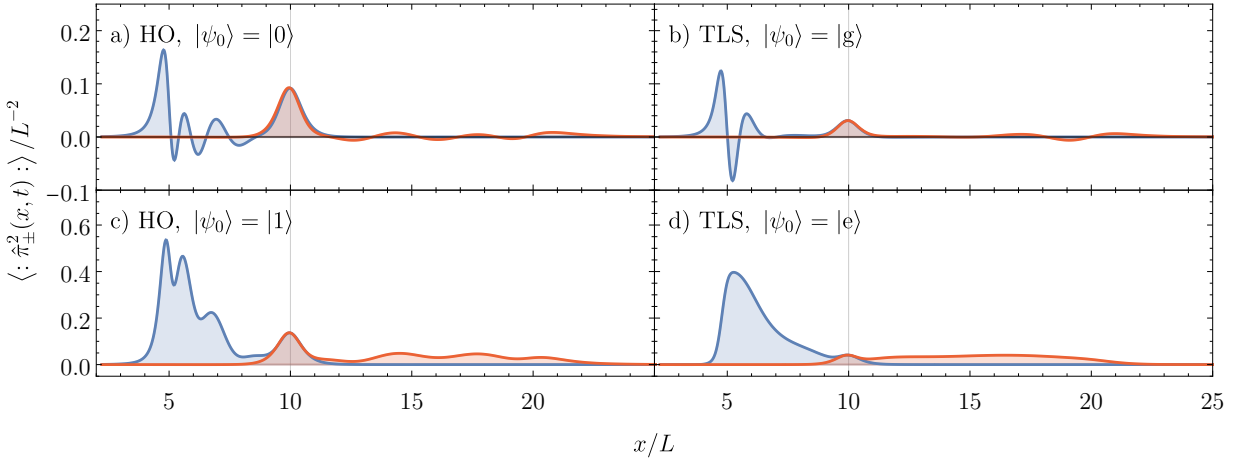 a) HO, |ψ₀⟩ = |0⟩
b) TLS, |ψ₀⟩ = |g⟩
0.2
0.1
0.0
−0.1
c) HO, |ψ₀⟩ = |1⟩
d) TLS, |ψ₀⟩ = |e⟩
0.6
0.4
0.2
0.0
⟨: π̂²±(x, t) :⟩ / L⁻²
5 10 15 20 5 10 15 20 25
x/L